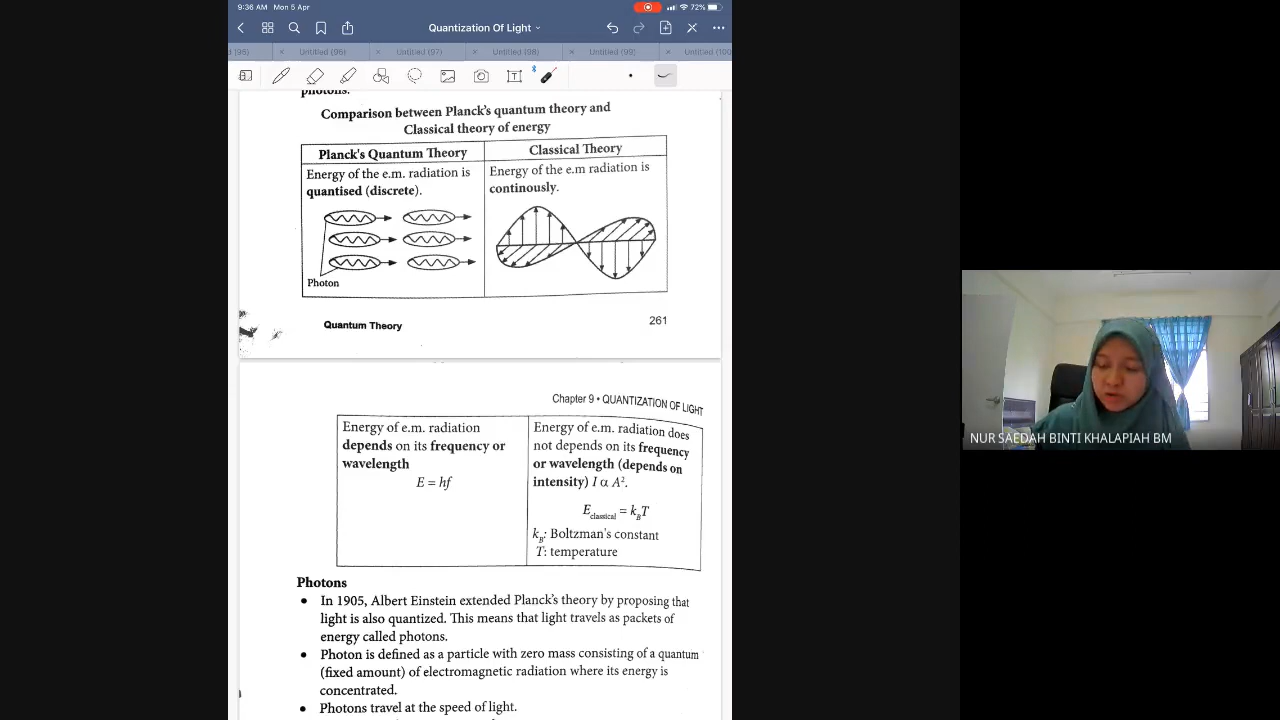 9:36 AM Mon 5 Apr
72%
Quantization Of Light
(95)
Untitled (96)
Untitled (97)
Untitled (98)
Untitled (99)
Untitled (100
photons.
Comparison between Planck's quantum theory and
Classical theory of energy
Planck's Quantum Theory
Classical Theory
Energy of the e.m. radiation is
quantised (discrete).
Photon
Energy of the e.m radiation is
continously.
Quantum Theory
261
Chapter 9 • QUANTIZATION OF LIGHT
Energy of e.m. radiation
depends on its frequency or
wavelength
E = hf
Energy of e.m. radiation does
not depends on its frequency
or wavelength (depends on
intensity) I α A².
E classical = k_B T
k_B: Boltzman's constant
T: temperature
Photons
• In 1905, Albert Einstein extended Planck's theory by proposing that
light is also quantized. This means that light travels as packets of
energy called photons.
• Photon is defined as a particle with zero mass consisting of a quantum
(fixed amount) of electromagnetic radiation where its energy is
concentrated.
• Photons travel at the speed of light.
NUR SAEDAH BINTI KHALAPIAH BM